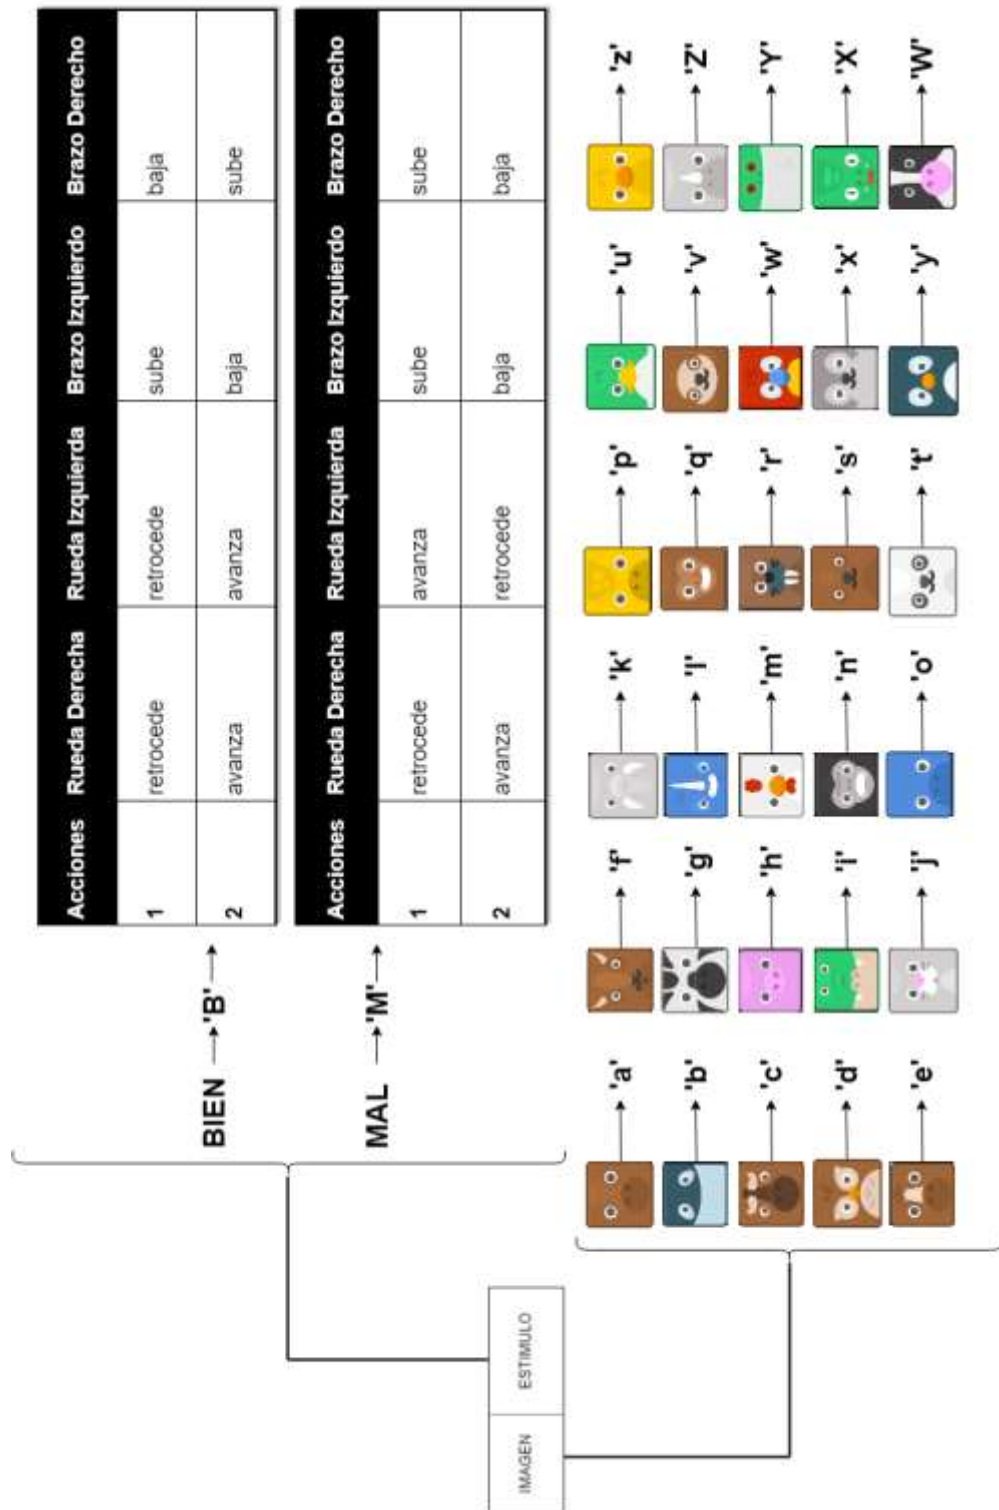 Acciones Rueda Derecha Rueda Izquierda Brazo Izquierdo Brazo Derecho
1 retrocede retrocede sube baja
BIEN 'B'
2 avanza avanza baja sube
Acciones Rueda Derecha Rueda Izquierda Brazo Izquierdo Brazo Derecho
MAL 'M'
1 retrocede avanza sube sube
2 avanza retrocede baja baja
IMAGEN ESTIMULO
'a' 'f' 'k' 'p' 'u' 'z'
'b' 'g' 'l' 'q' 'v' 'Z'
'c' 'h' 'm' 'r' 'w' 'Y'
'd' 'i' 'n' 's' 'x' 'X'
'e' 'j' 'o' 't' 'y' 'W'